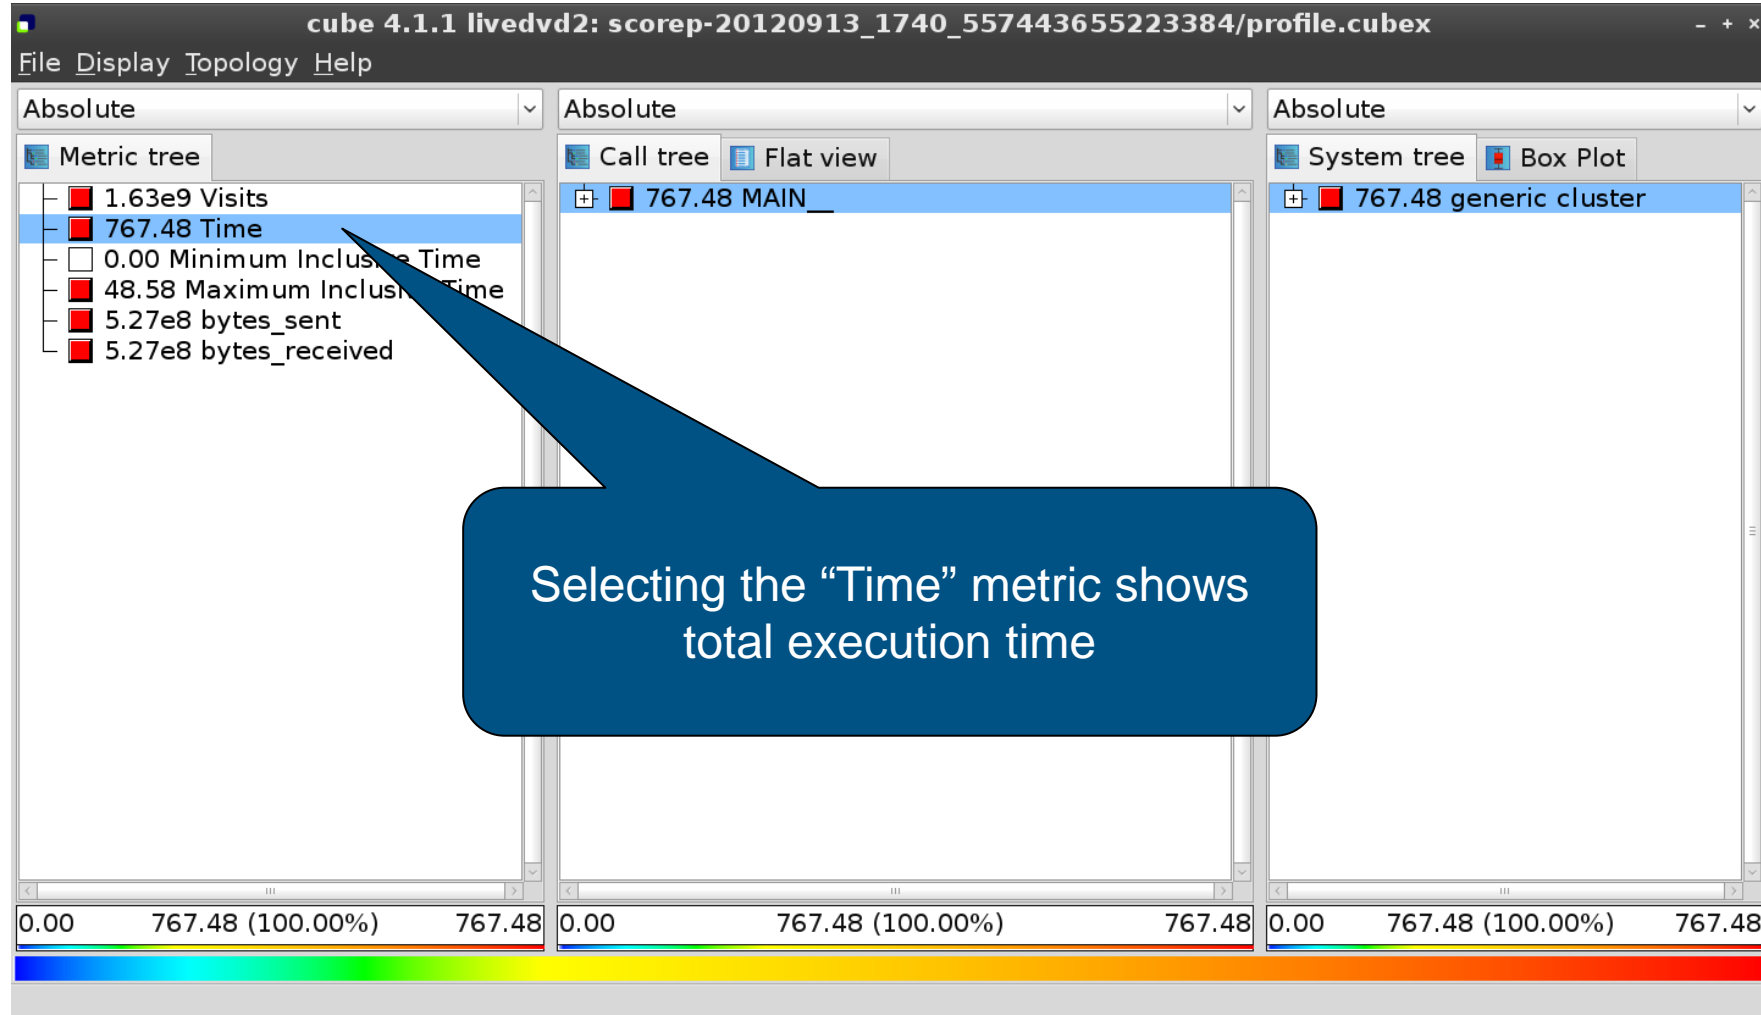 cube 4.1.1 livedvd2: scorep-20120913_1740_557443655223384/profile.cubex
File Display Topology Help
Absolute
Absolute
Absolute
Metric tree
Call tree
Flat view
System tree
Box Plot
1.63e9 Visits
767.48 Time
0.00 Minimum Inclusive Time
48.58 Maximum Inclusive Time
5.27e8 bytes_sent
5.27e8 bytes_received
767.48 MAIN__
767.48 generic cluster
Selecting the “Time” metric shows
total execution time
0.00 767.48 (100.00%) 767.48
0.00 767.48 (100.00%) 767.48
0.00 767.48 (100.00%) 767.48